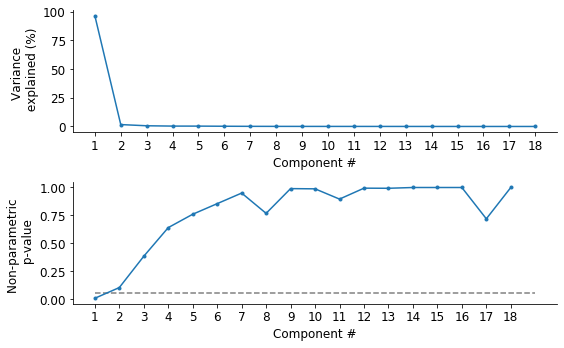 Variance
explained (%)
100
75
50
25
0
1 2 3 4 5 6 7 8 9 10 11 12 13 14 15 16 17 18
Component #
Non-parametric
p-value
1.00
0.75
0.50
0.25
0.00
1 2 3 4 5 6 7 8 9 10 11 12 13 14 15 16 17 18
Component #